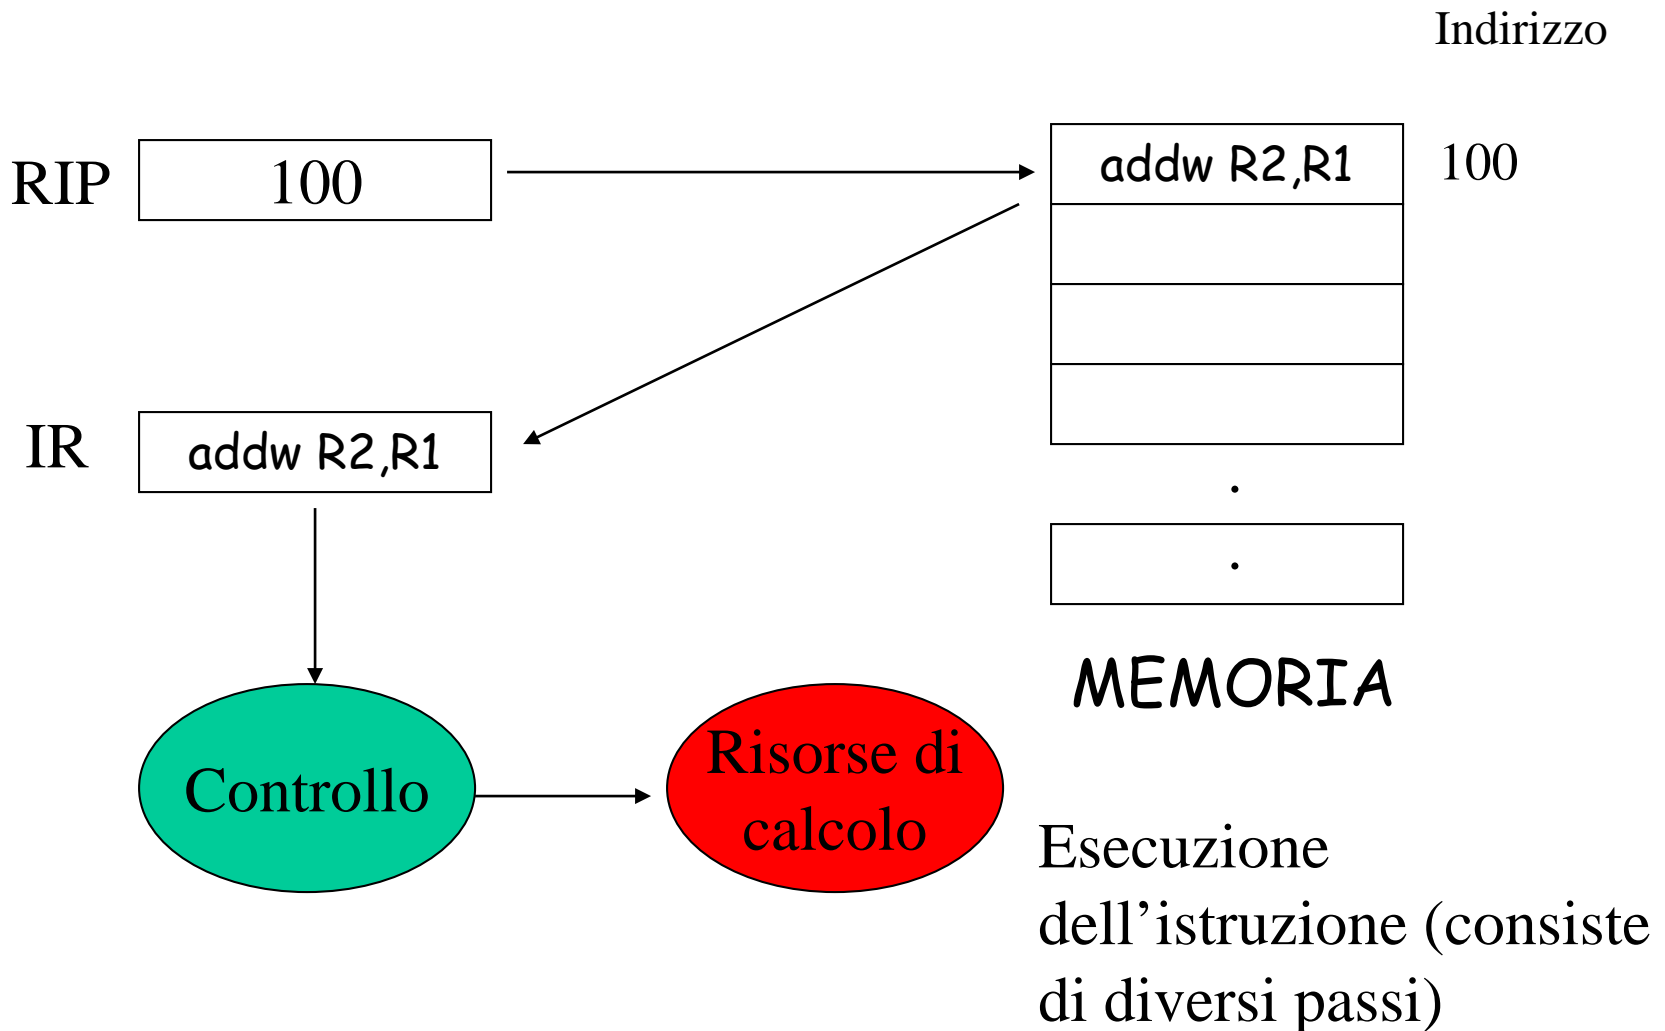 Indirizzo
RIP
100
addw R2,R1
100
IR
addw R2,R1
.
.
MEMORIA
Controllo
Risorse di
calcolo
Esecuzione
dell’istruzione (consiste
di diversi passi)